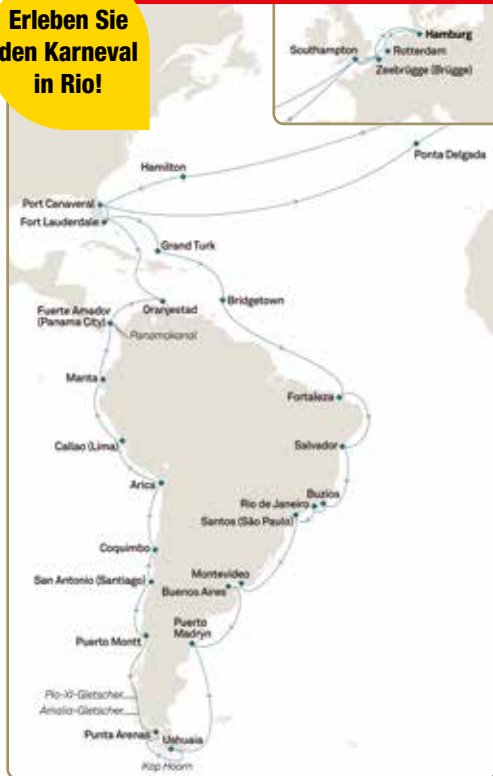 Erleben Sie
den Karneval
in Rio!
Hamburg
Southampton
Rotterdam
Zeebrügge (Brügge)
Hamilton
Ponta Delgada
Port Canaveral
Fort Lauderdale
Grand Turk
Fuerte Amador
(Panama City)
Oranjestad
Bridgetown
Panamakanal
Manta
Fortaleza
Callao (Lima)
Salvador
Arica
Buzios
Rio de Janeiro
Santos (São Paulo)
Coquimbo
San Antonio (Santiago)
Montevideo
Buenos Aires
Puerto Montt
Puerto
Madryn
Pio-XI-Gletscher
Amalia-Gletscher
Punta Arenas
Ushuaia
Kap Hoorn